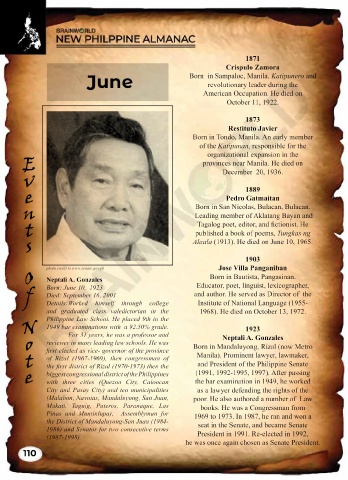 BRAINWORLD
NEW PHILPPINE ALMANAC
June
Events Of Note
photo credit to www.senate.gov.ph
Neptali A. Gonzales
Born: June 10, 1923
Died: September 16, 2001
Details:Worked himself through college
and graduated class valedictorian in the
Philippine Law School. He placed 9th in the
1949 bar examinations with a 92.50% grade.
For 31 years, he was a professor and
reviewer in many leading law schools. He was
first elected as vice- governor of the province
of Rizal (1967-1969), then congressman of
the first district of Rizal (1970-1973) then the
biggest congressional district of the Philippines
with three cities (Quezon City, Caloocan
City and Pasay City) and ten municipalities
(Malabon, Navotas, Mandaluyong, San Juan,
Makati, Taguig, Pateros, Paranaque, Las
Pinas and Muntinlupa), Assemblyman for
the District of Mandaluyong-San Juan (1984-
1986) and Senator for two consecutive terms
(1987-1998)
110
1871
Crispulo Zamora
Born in Sampaloc, Manila. Katipunero and
revolutionary leader during the
American Occupation. He died on
October 11, 1922.
1873
Restituto Javier
Born in Tondo, Manila. An early member
of the Katipunan, responsible for the
organizational expansion in the
provinces near Manila. He died on
December 20, 1936.
1889
Pedro Gatmaitan
Born in San Nicolas, Bulacan, Bulacan.
Leading member of Aklatang Bayan and
Tagalog poet, editor, and fictionist. He
published a book of poems, Tungkos ng
Alaala (1913). He died on June 10, 1965.
1903
Jose Villa Panganiban
Born in Bautista, Pangasinan.
Educator, poet, linguist, lexicographer,
and author. He served as Director of the
Institute of National Language (1955-
1968). He died on October 13, 1972.
1923
Neptali A. Gonzales
Born in Mandaluyong, Rizal (now Metro
Manila). Prominent lawyer, lawmaker,
and President of the Philippine Senate
(1991, 1992-1995, 1997). After passing
the bar examination in 1949, he worked
as a lawyer defending the rights of the
poor. He also authored a number of Law
books. He was a Congressman from
1969 to 1973. In 1987, he ran and won a
seat in the Senate, and became Senate
President in 1991. Re-elected in 1992,
he was once again chosen as Senate President.